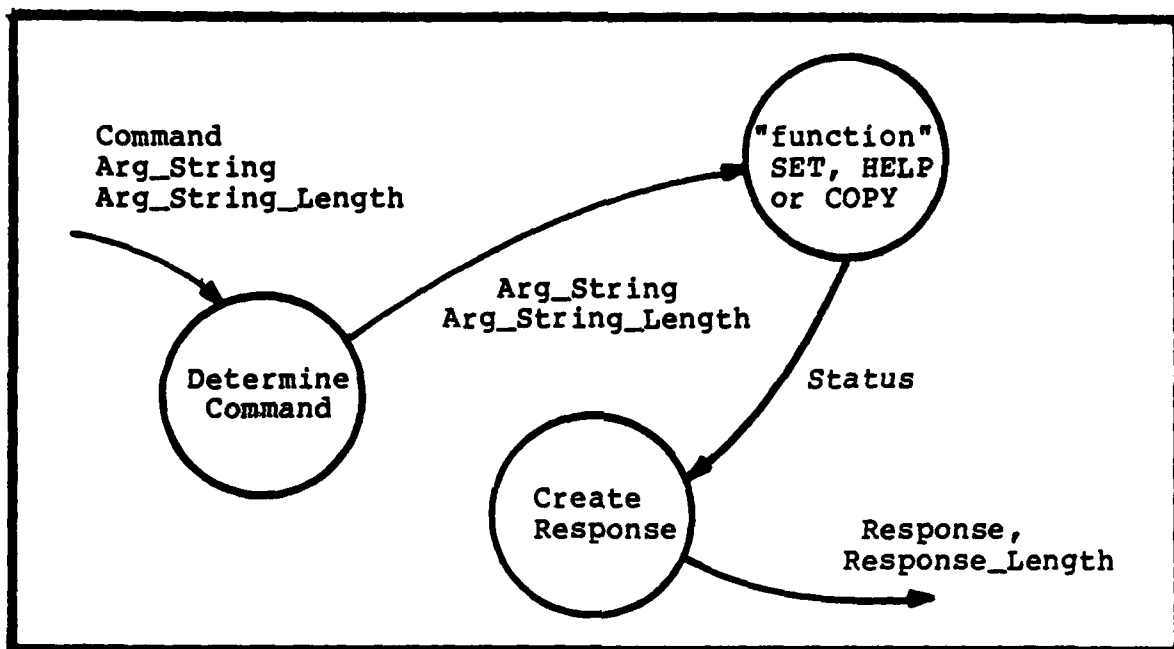 Command
Arg_String
Arg_String_Length
"function"
SET, HELP
or COPY
Arg_String
Arg_String_Length
Determine
Command
Status
Create
Response
Response,
Response_Length